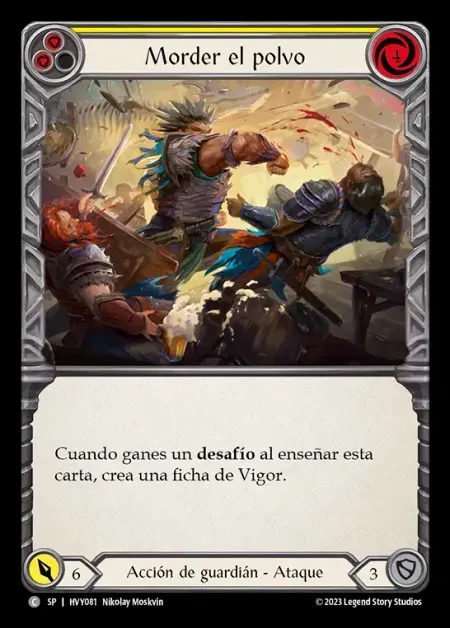 Morder el polvo
4
Cuando ganes un desafío al enseñar esta
carta, crea una ficha de Vigor.
6
Acción de guardián - Ataque
3
C SP | HVY081 Nikolay Moskvin
© 2023 Legend Story Studios